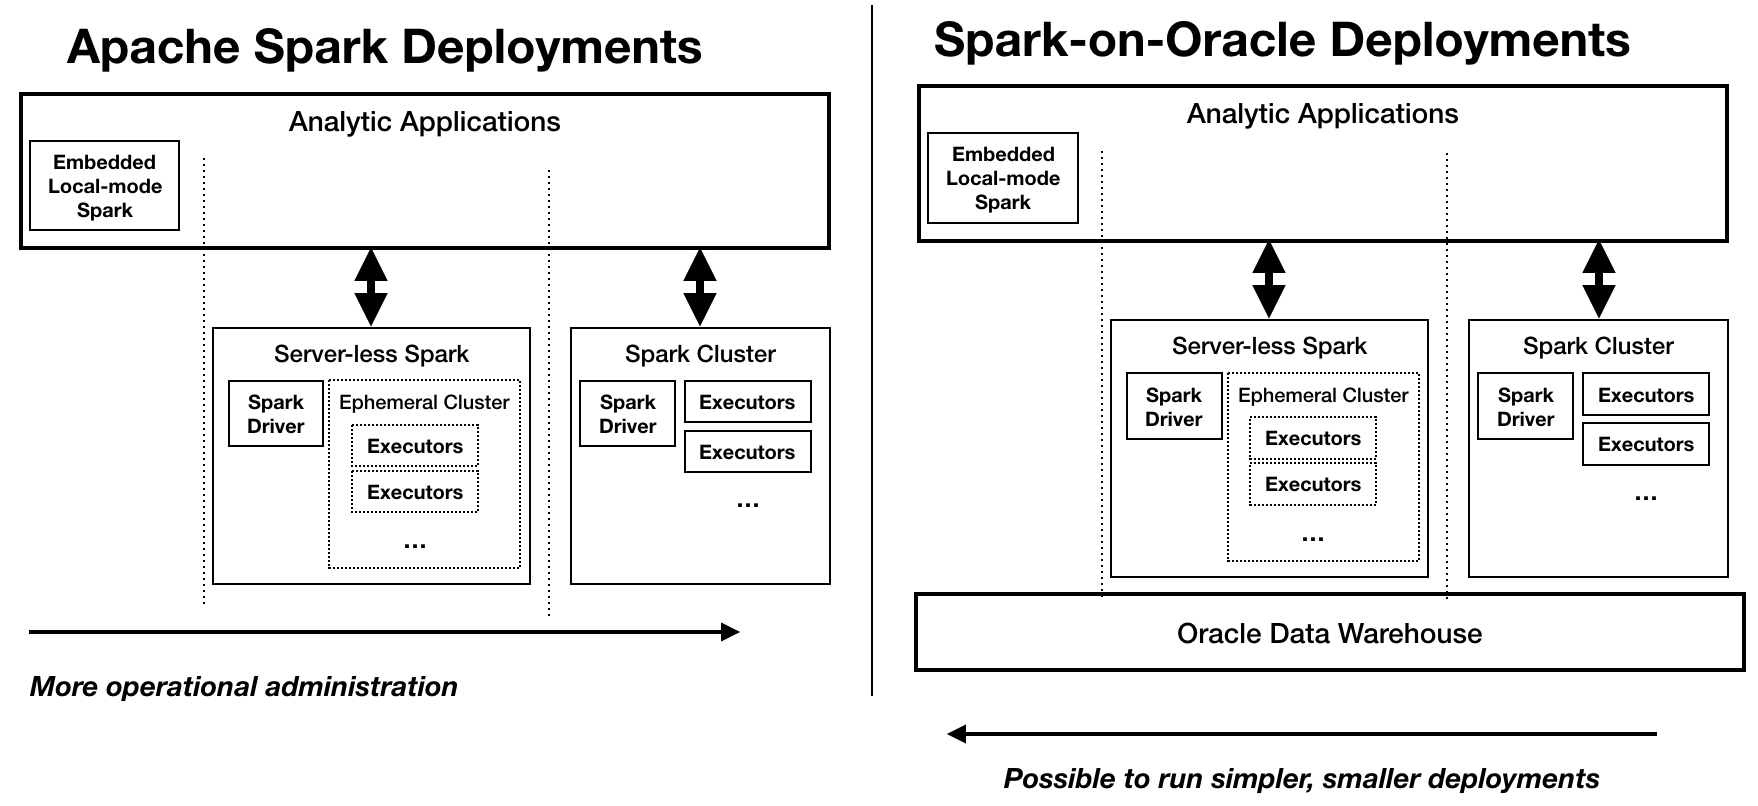 Apache Spark Deployments
Analytic Applications
Embedded
Local-mode
Spark
Server-less Spark
Spark
Driver
Ephemeral Cluster
Executors
Executors
...
Spark Cluster
Spark
Driver
Executors
Executors
...
More operational administration
Spark-on-Oracle Deployments
Analytic Applications
Embedded
Local-mode
Spark
Server-less Spark
Spark
Driver
Ephemeral Cluster
Executors
Executors
...
Spark Cluster
Spark
Driver
Executors
Executors
...
Oracle Data Warehouse
Possible to run simpler, smaller deployments